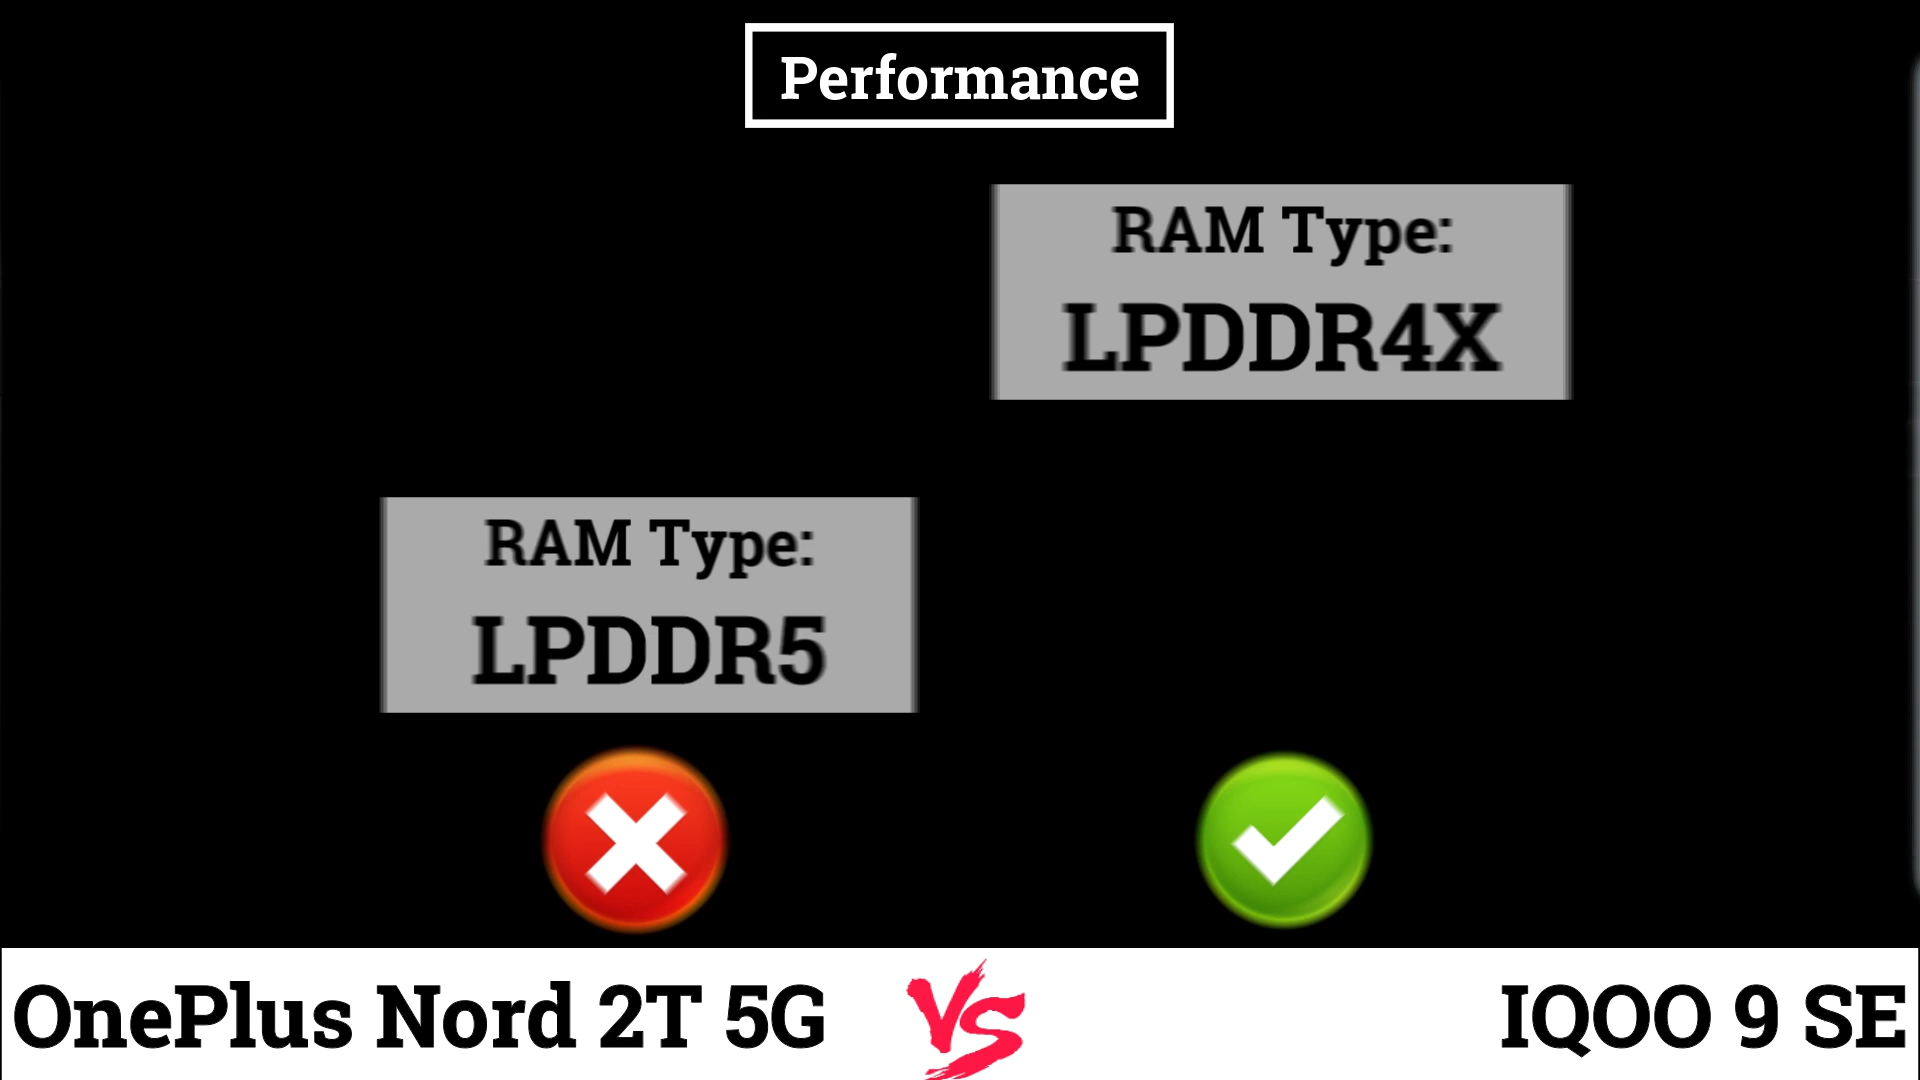 Performance
RAM Type:
LPDDR4X
RAM Type:
LPDDR5
OnePlus Nord 2T 5G
VS
IQOO 9 SE